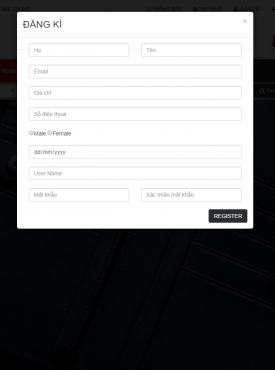 ĐĂNG KÍ ×
Họ Tên
Email
Địa chỉ
Số điện thoại
Male Female
dd/mm/yyyy
User Name
Mật khẩu Xác nhận mật khẩu
REGISTER